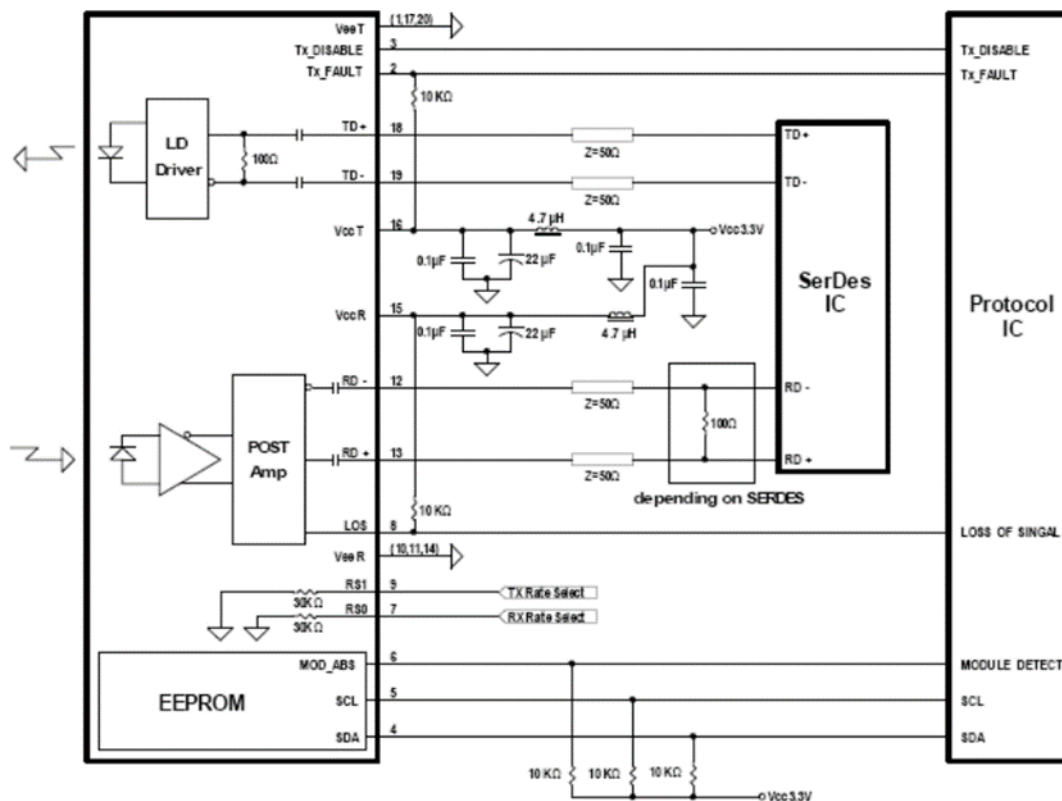 VeeT (1,17,20)
Tx_DISABLE 3 Tx_DISABLE
Tx_FAULT 2 Tx_FAULT
10 KΩ
LD
Driver
100Ω
TD+ 18 TD+
Z=50Ω
TD- 19 TD-
Z=50Ω
VccT 16 4.7 µH Vcc3.3V
0.1µF 22 µF 0.1µF
0.1µF
SerDes
IC
Protocol
IC
VccR 15
0.1µF 22 µF 4.7 µH
RD - 12 RD -
Z=50Ω
100Ω
POST
Amp
RD + 13 RD +
Z=50Ω
depending on SERDES
10 KΩ
LOS 8 LOSS OF SINGAL
VeeR (10,11,14)
RS1 9 TX Rate Select
30KΩ
RS0 7 RX Rate Select
30KΩ
MOD_ABS 6 MODULE DETECT
EEPROM
SCL 5 SCL
SDA 4 SDA
10 KΩ 10 KΩ 10 KΩ
Vcc3.3V